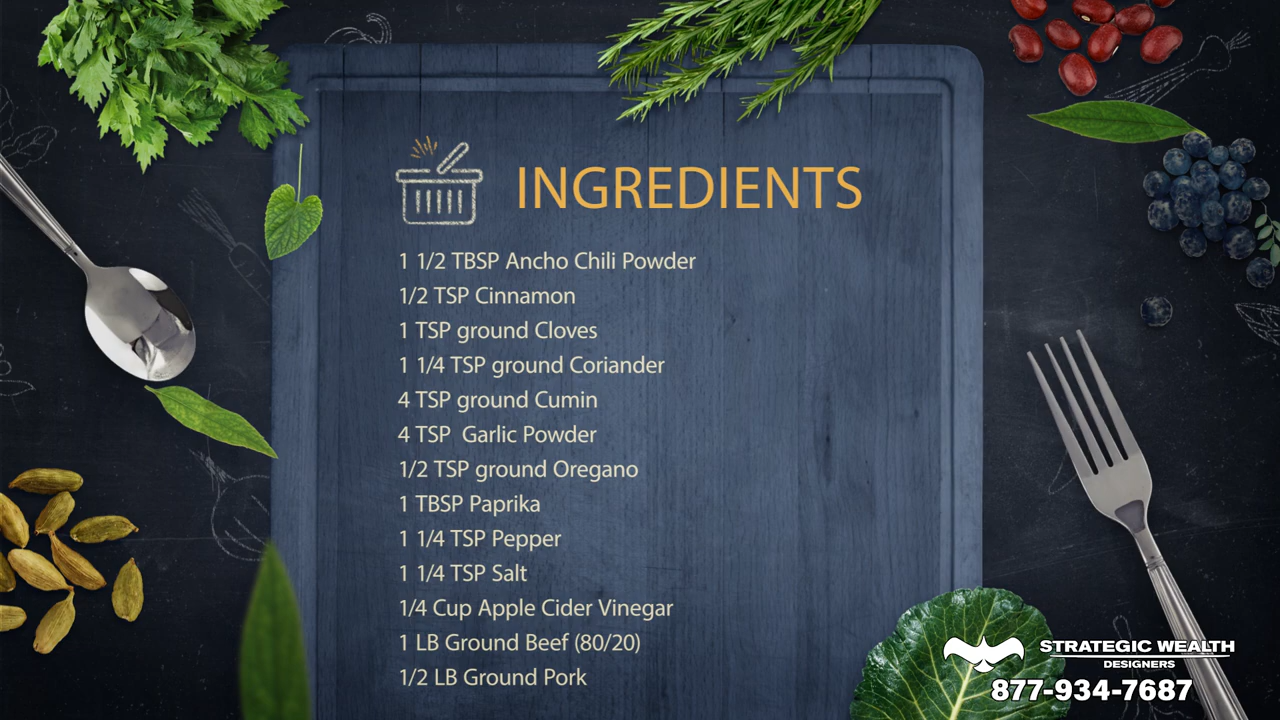 INGREDIENTS
1 1/2 TBSP Ancho Chili Powder
1/2 TSP Cinnamon
1 TSP ground Cloves
1 1/4 TSP ground Coriander
4 TSP ground Cumin
4 TSP  Garlic Powder
1/2 TSP ground Oregano
1 TBSP Paprika
1 1/4 TSP Pepper
1 1/4 TSP Salt
1/4 Cup Apple Cider Vinegar
1 LB Ground Beef (80/20)
1/2 LB Ground Pork
STRATEGIC WEALTH
DESIGNERS
877-934-7687